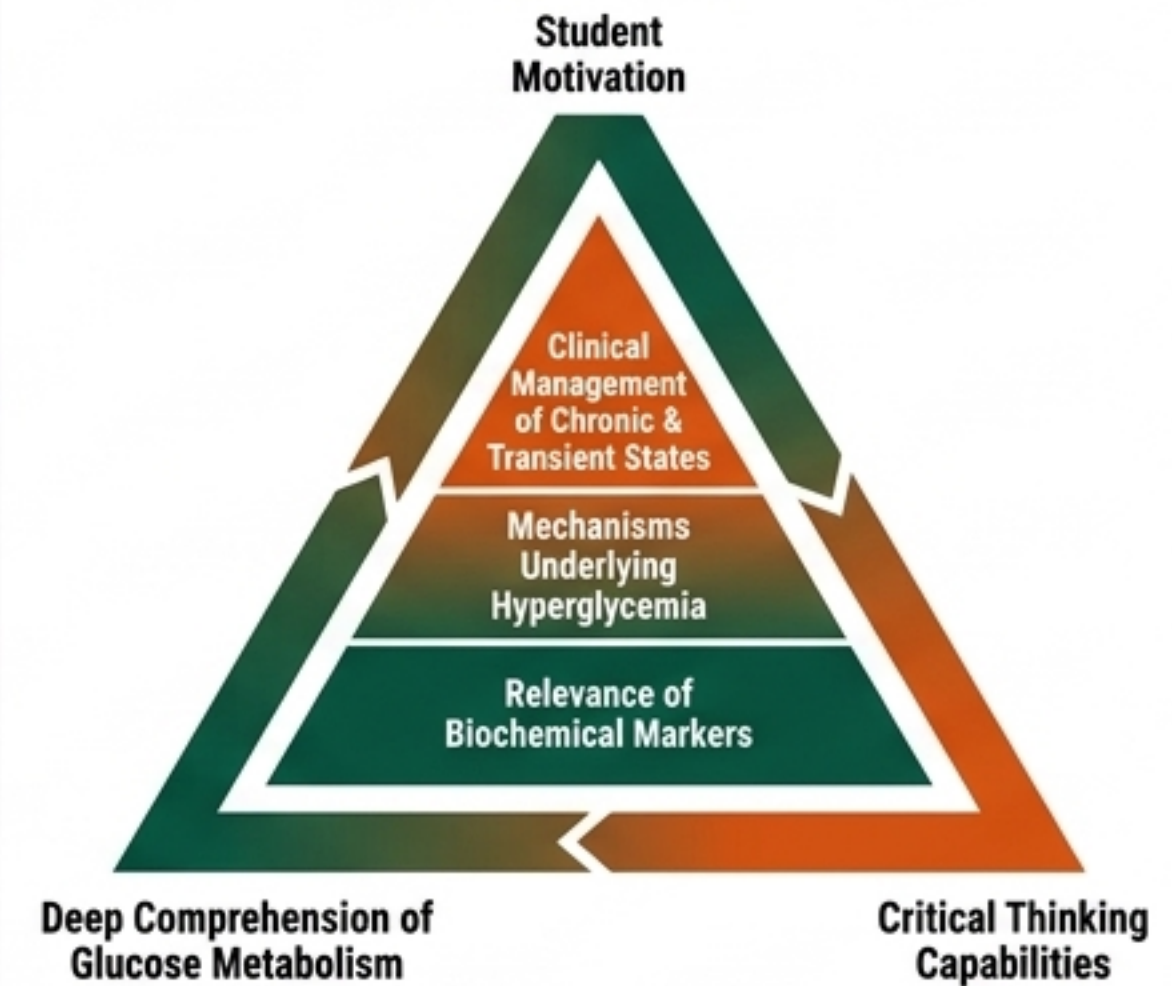 Student
Motivation
Clinical
Management
of Chronic &
Transient States
Mechanisms
Underlying
Hyperglycemia
Relevance of
Biochemical Markers
Deep Comprehension of
Glucose Metabolism
Critical Thinking
Capabilities